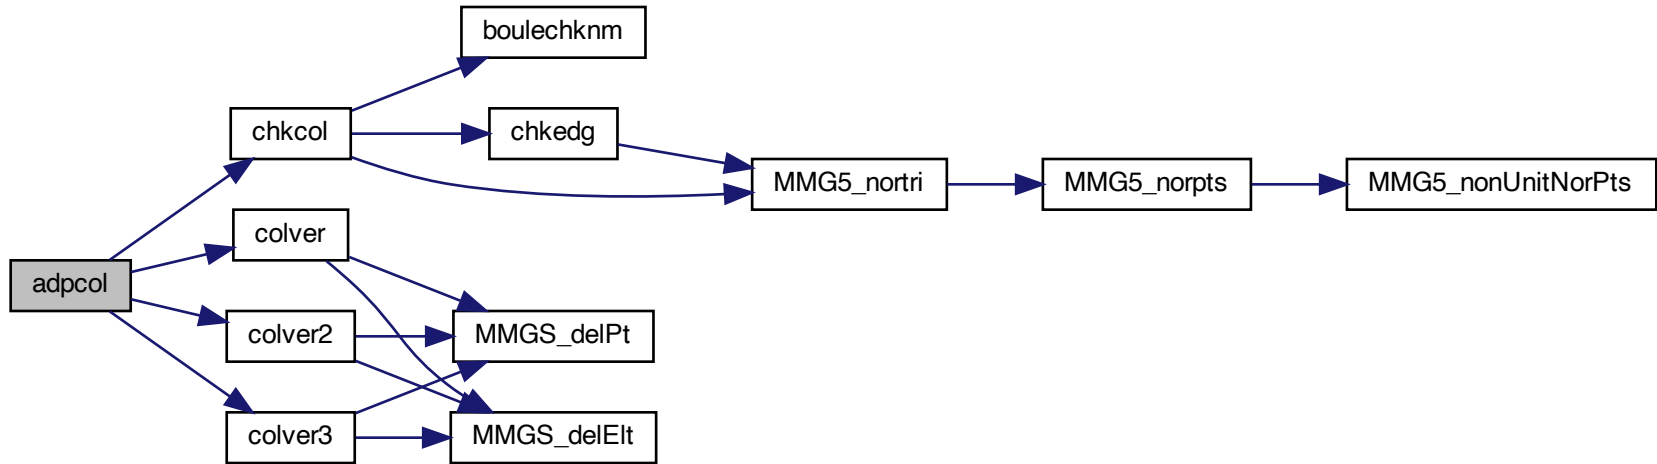 boulechknm
chkcol
chkedg
MMG5_nortri
MMG5_norpts
MMG5_nonUnitNorPts
colver
adpcol
colver2
MMGS_delPt
colver3
MMGS_delElt